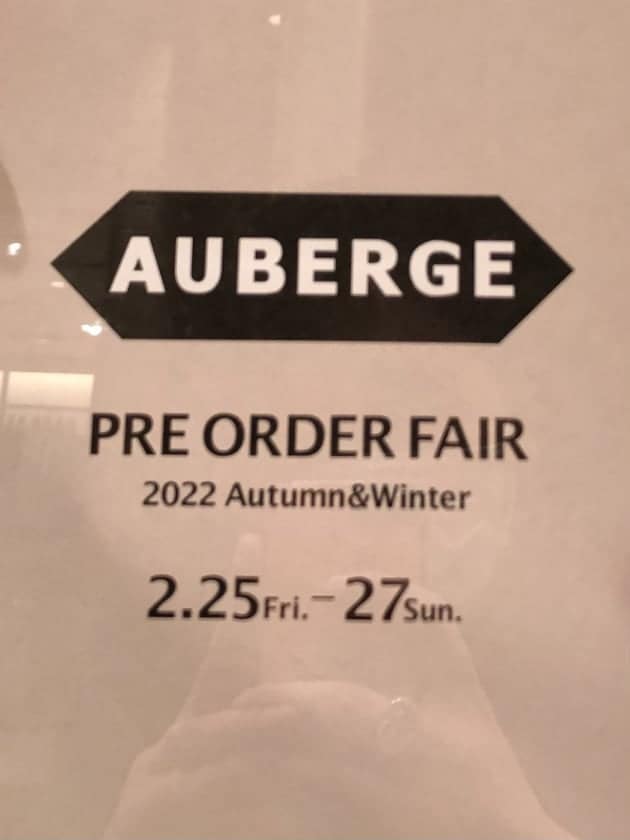 AUBERGE
PRE ORDER FAIR
2022 Autumn&Winter
2.25Fri.–27Sun.